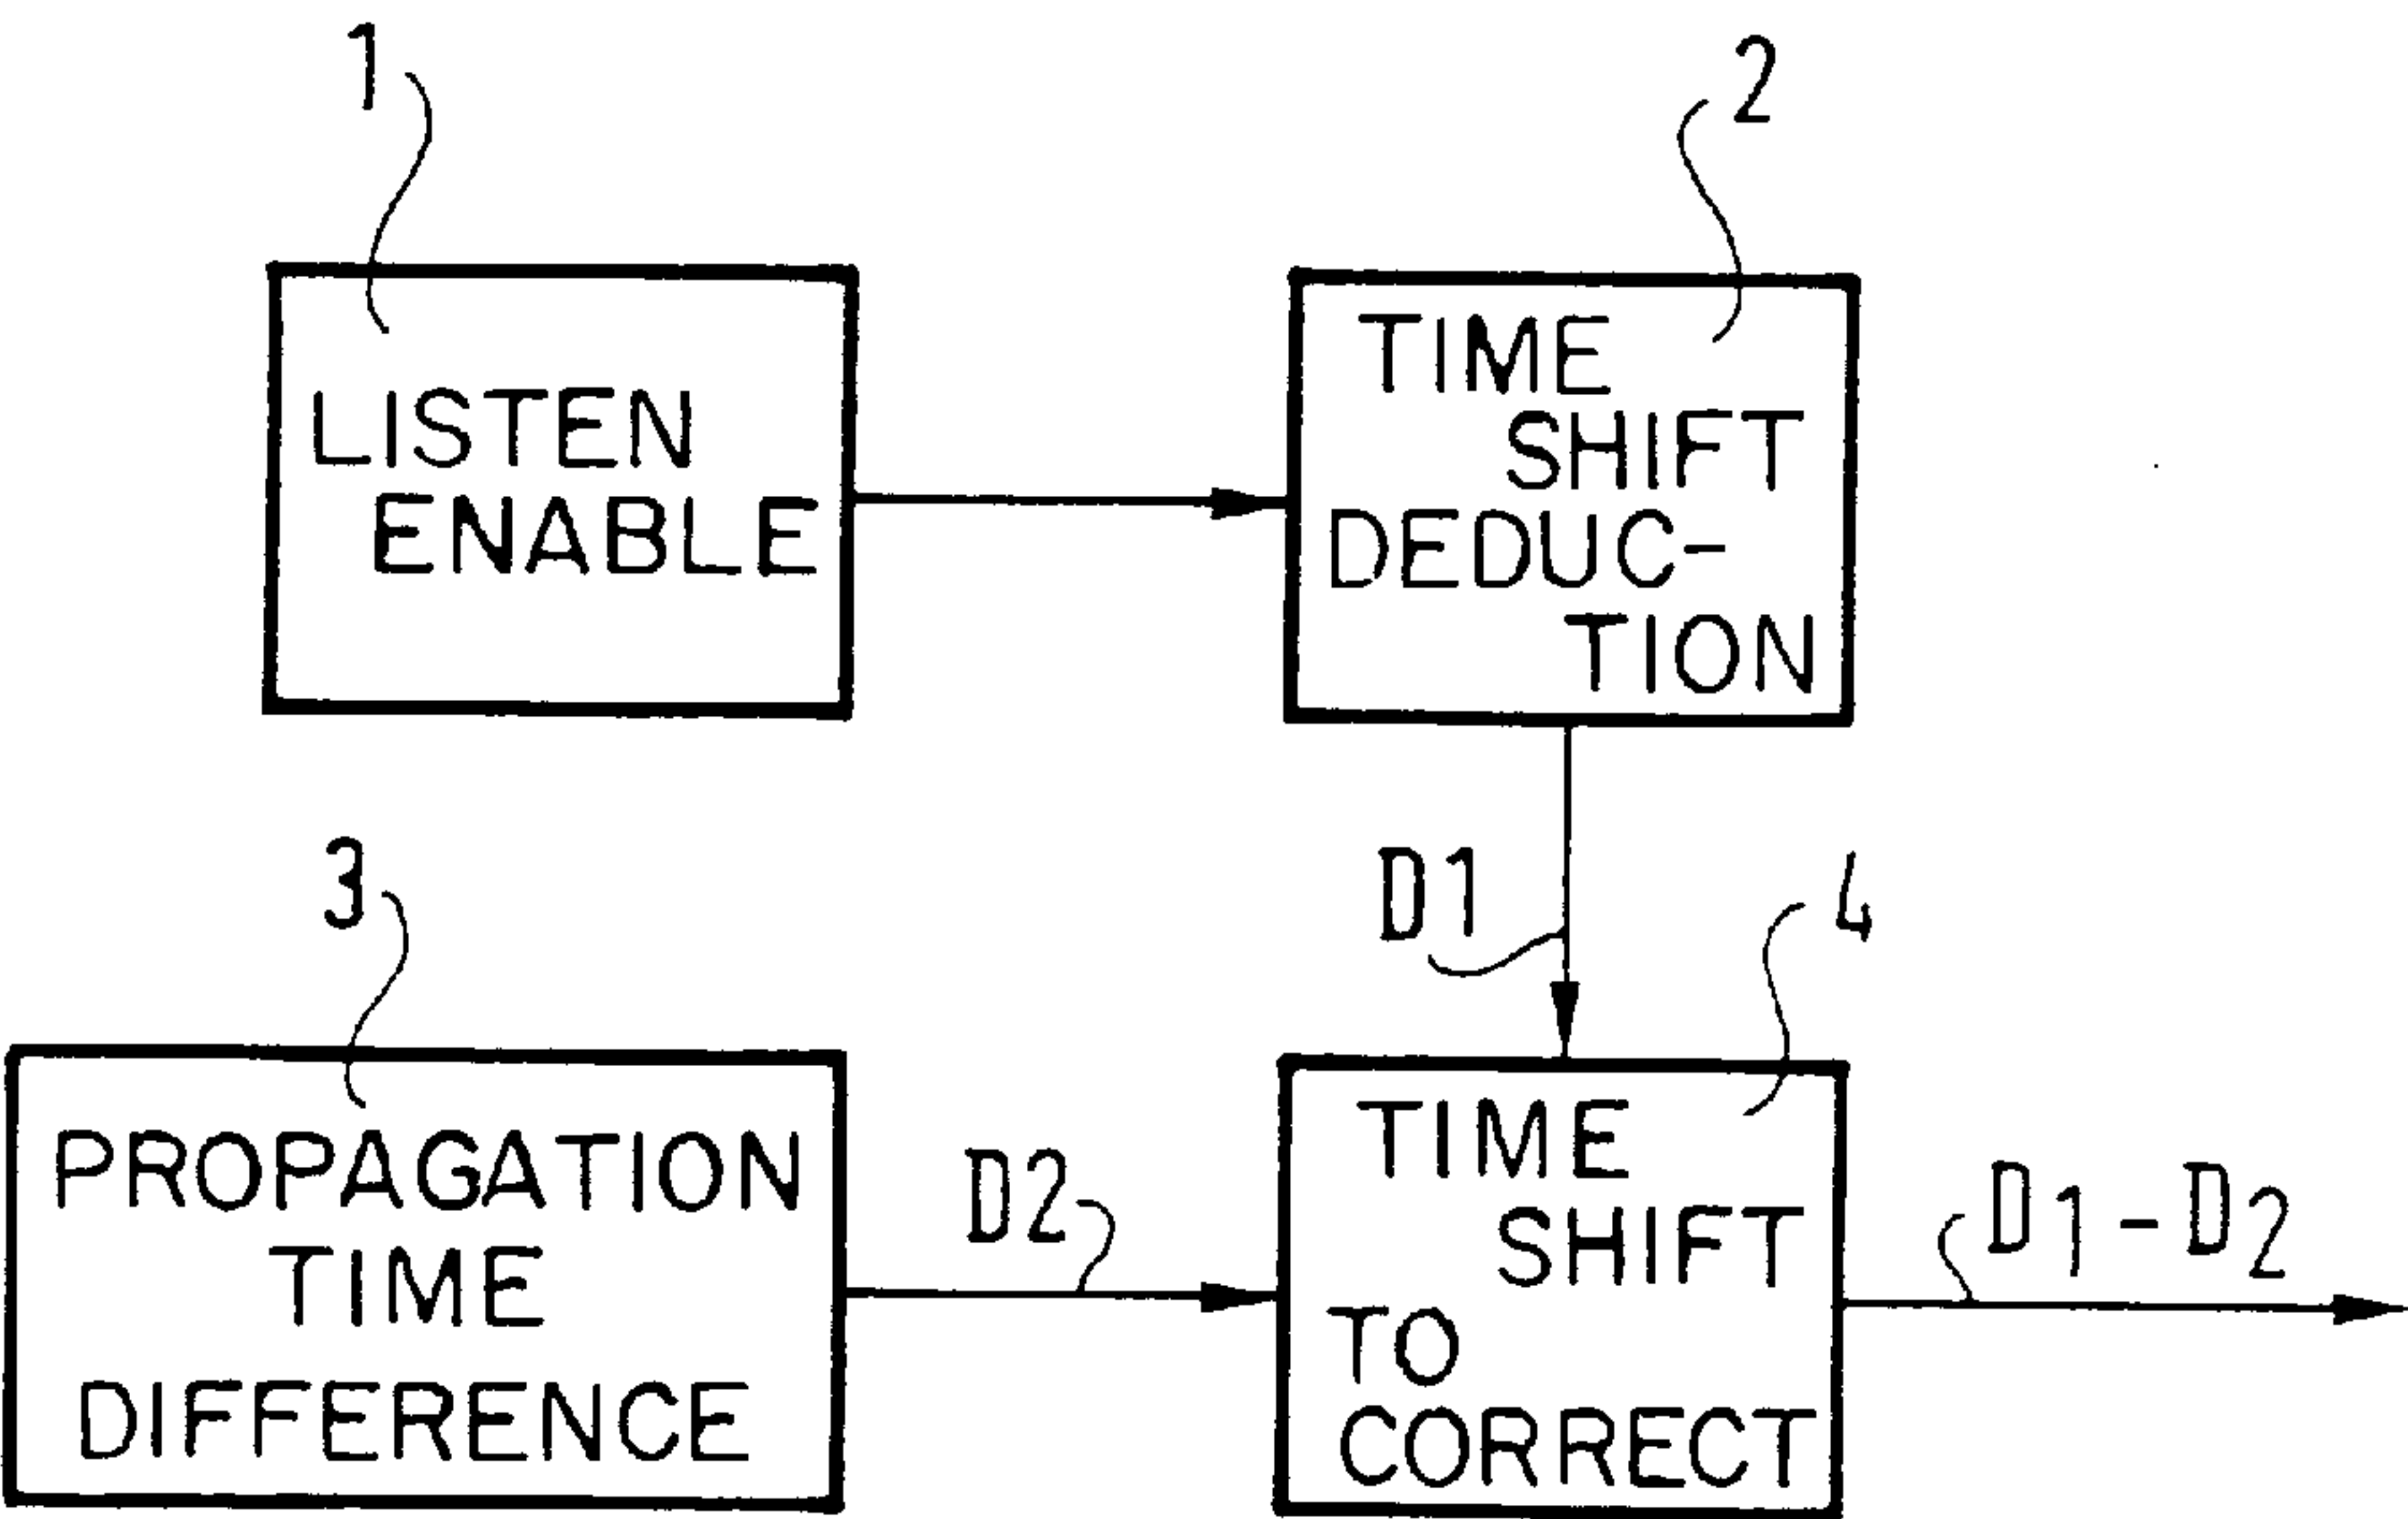 1
2
LISTEN
ENABLE
TIME
SHIFT
DEDUC-
TION
3
D1
4
PROPAGATION
TIME
DIFFERENCE
D2
TIME
SHIFT
TO
CORRECT
D1-D2